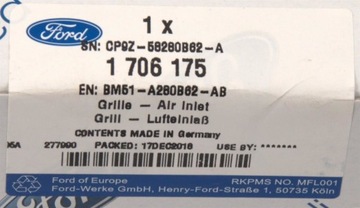 Ford
1 x
SN: CP9Z-58280B62-A
1 706 175
EN: BM51-A280B62-AB
Grille - Air Inlet
Grill - Lufteinlaß
CONTENTS MADE IN Germany
277990
PACKED: 17DEC2018
USE BY: *******
Ford of Europe
Ford-Werke GmbH, Henry-Ford-Straße 1, 50735 Köln
RKPMS NO. MFL001